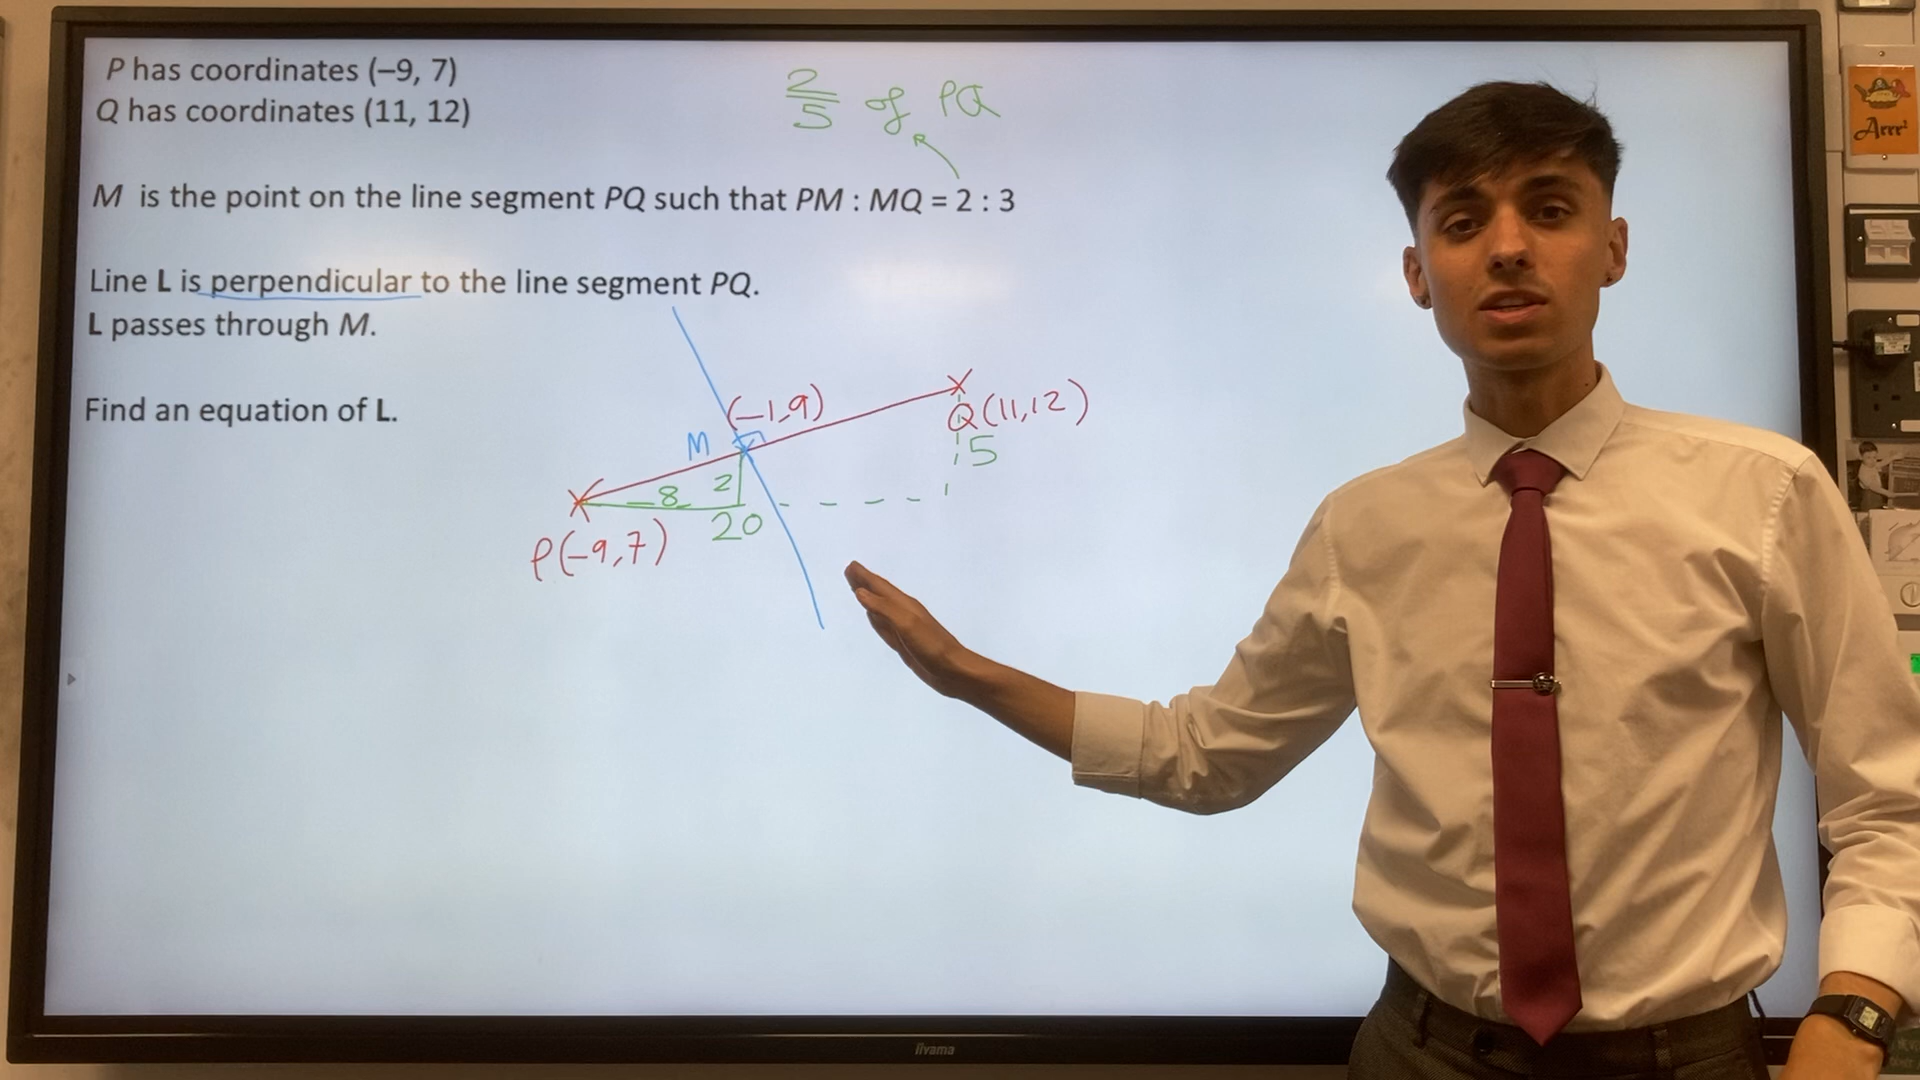 P has coordinates (–9, 7)
Q has coordinates (11, 12)
2/5 of PQ
M is the point on the line segment PQ such that PM : MQ = 2 : 3
Line L is perpendicular to the line segment PQ.
L passes through M.
Find an equation of L.
(-1,9)
Q(11,12)
M
5
8
2
20
P(-9,7)
iiyama
Arrr²